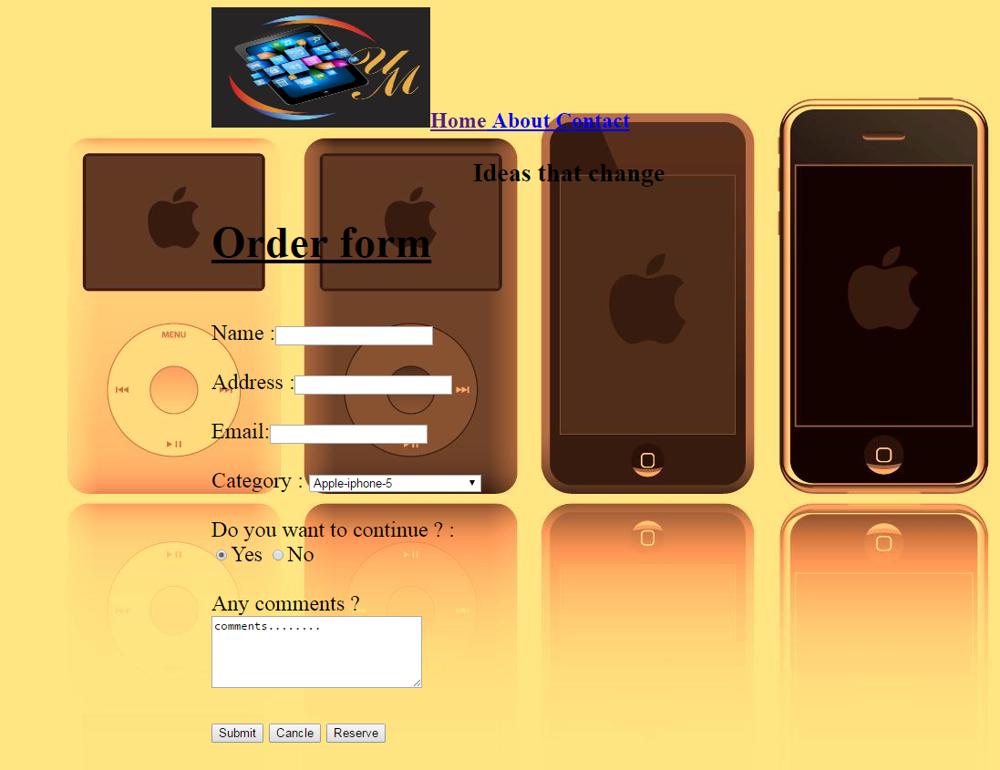 YM
Home About Contact
Ideas that change
Order form
MENU
Name :
Address :
Email:
Category : Apple-iphone-5
Do you want to continue ? :
Yes No
Any comments ?
comments........
Submit Cancle Reserve